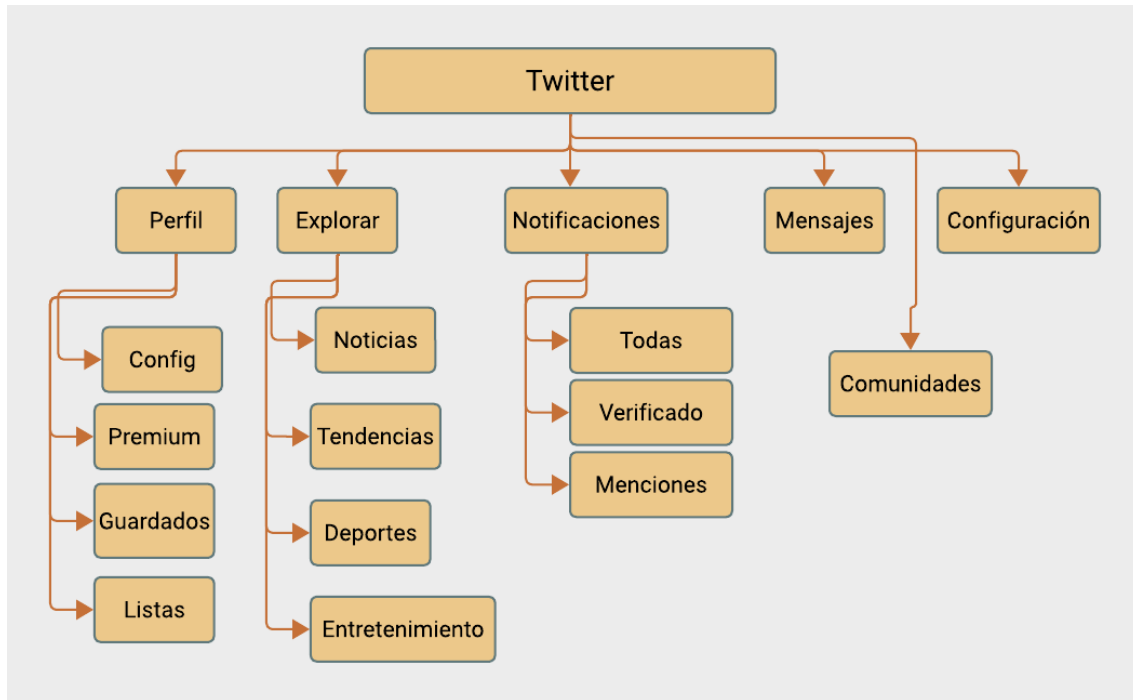 Twitter
Perfil
Explorar
Notificaciones
Mensajes
Configuración
Config
Premium
Guardados
Listas
Noticias
Tendencias
Deportes
Entretenimiento
Todas
Verificado
Menciones
Comunidades